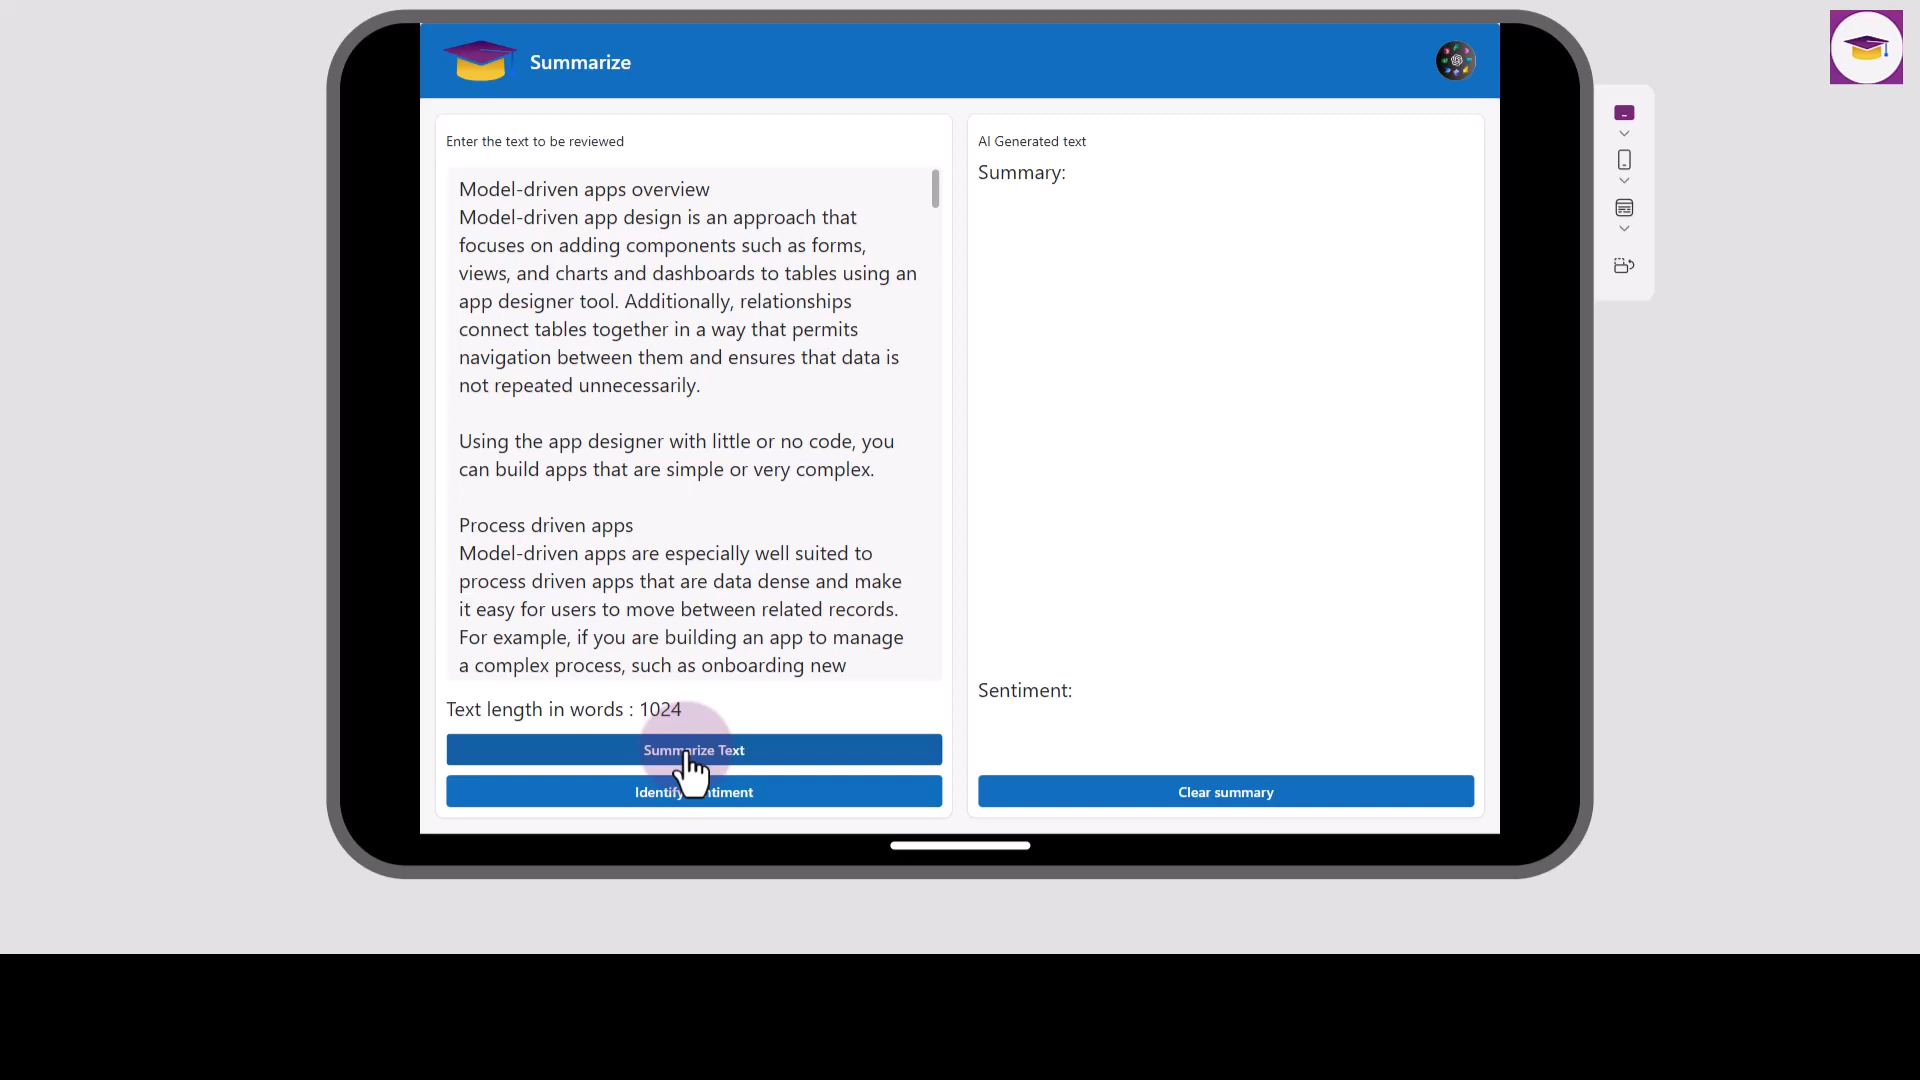 Summarize
Enter the text to be reviewed
Model-driven apps overview
Model-driven app design is an approach that
focuses on adding components such as forms,
views, and charts and dashboards to tables using an
app designer tool. Additionally, relationships
connect tables together in a way that permits
navigation between them and ensures that data is
not repeated unnecessarily.
Using the app designer with little or no code, you
can build apps that are simple or very complex.
Process driven apps
Model-driven apps are especially well suited to
process driven apps that are data dense and make
it easy for users to move between related records.
For example, if you are building an app to manage
a complex process, such as onboarding new
Text length in words : 1024
Summarize Text
Identify Sentiment
AI Generated text
Summary:
Sentiment:
Clear summary